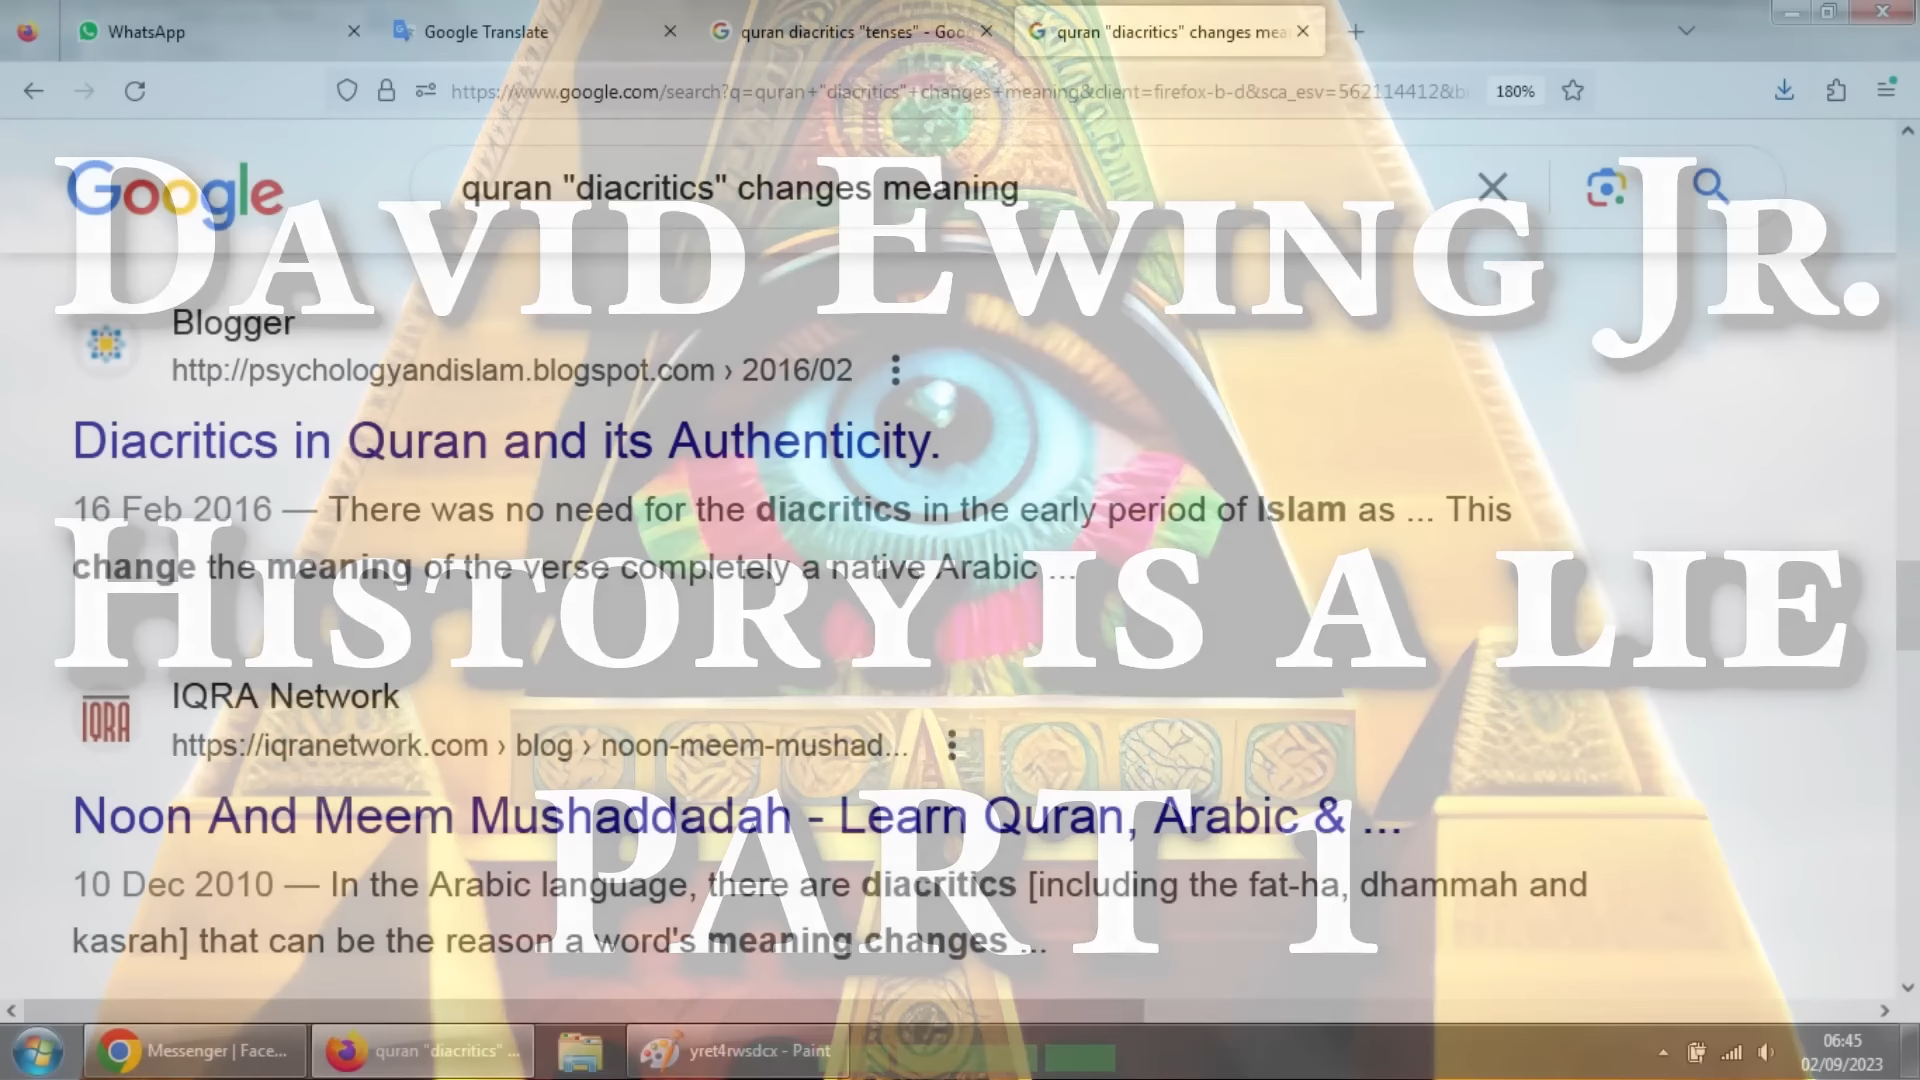 WhatsApp
Google Translate
quran diacritics "tenses" - Goo
quran "diacritics" changes mea
https://www.google.com/search?q=quran+"diacritics"+changes+meaning&client=firefox-b-d&sca_esv=562114412&b
180%
Google
quran "diacritics" changes meaning
David Ewing Jr.
Blogger
http://psychologyandislam.blogspot.com › 2016/02
Diacritics in Quran and its Authenticity.
16 Feb 2016 — There was no need for the diacritics in the early period of Islam as ... This
change the meaning of the verse completely a native Arabic ...
History is a lie
IQRA
IQRA Network
https://iqranetwork.com › blog › noon-meem-mushad...
Noon And Meem Mushaddadah - Learn Quran, Arabic & ...
part 1
10 Dec 2010 — In the Arabic language, there are diacritics [including the fat-ha, dhammah and
kasrah] that can be the reason a word's meaning changes ...
Messenger | Face...
quran "diacritics" ...
yret4rwsdcx - Paint
06:45
02/09/2023